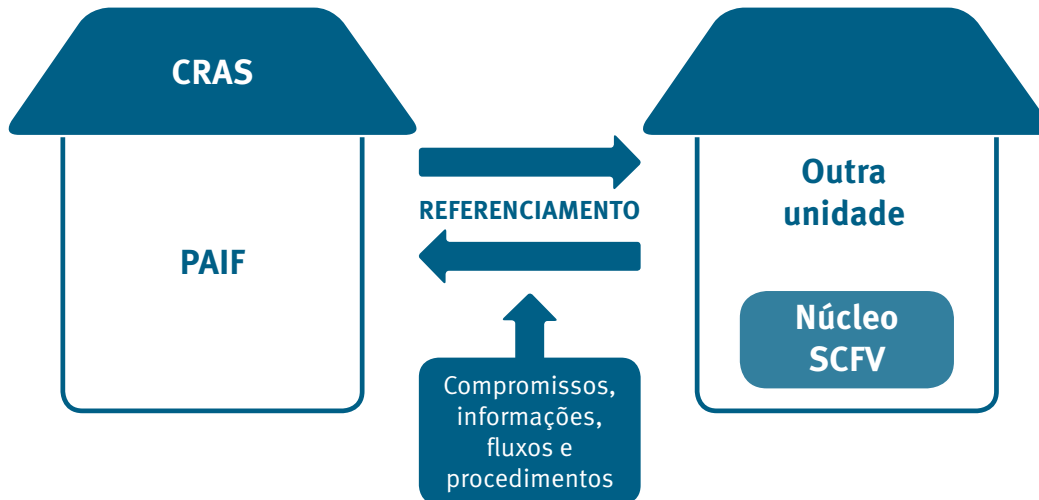 CRAS
PAIF
REFERENCIAMENTO
Compromissos,
informações,
fluxos e
procedimentos
Outra
unidade
Núcleo
SCFV